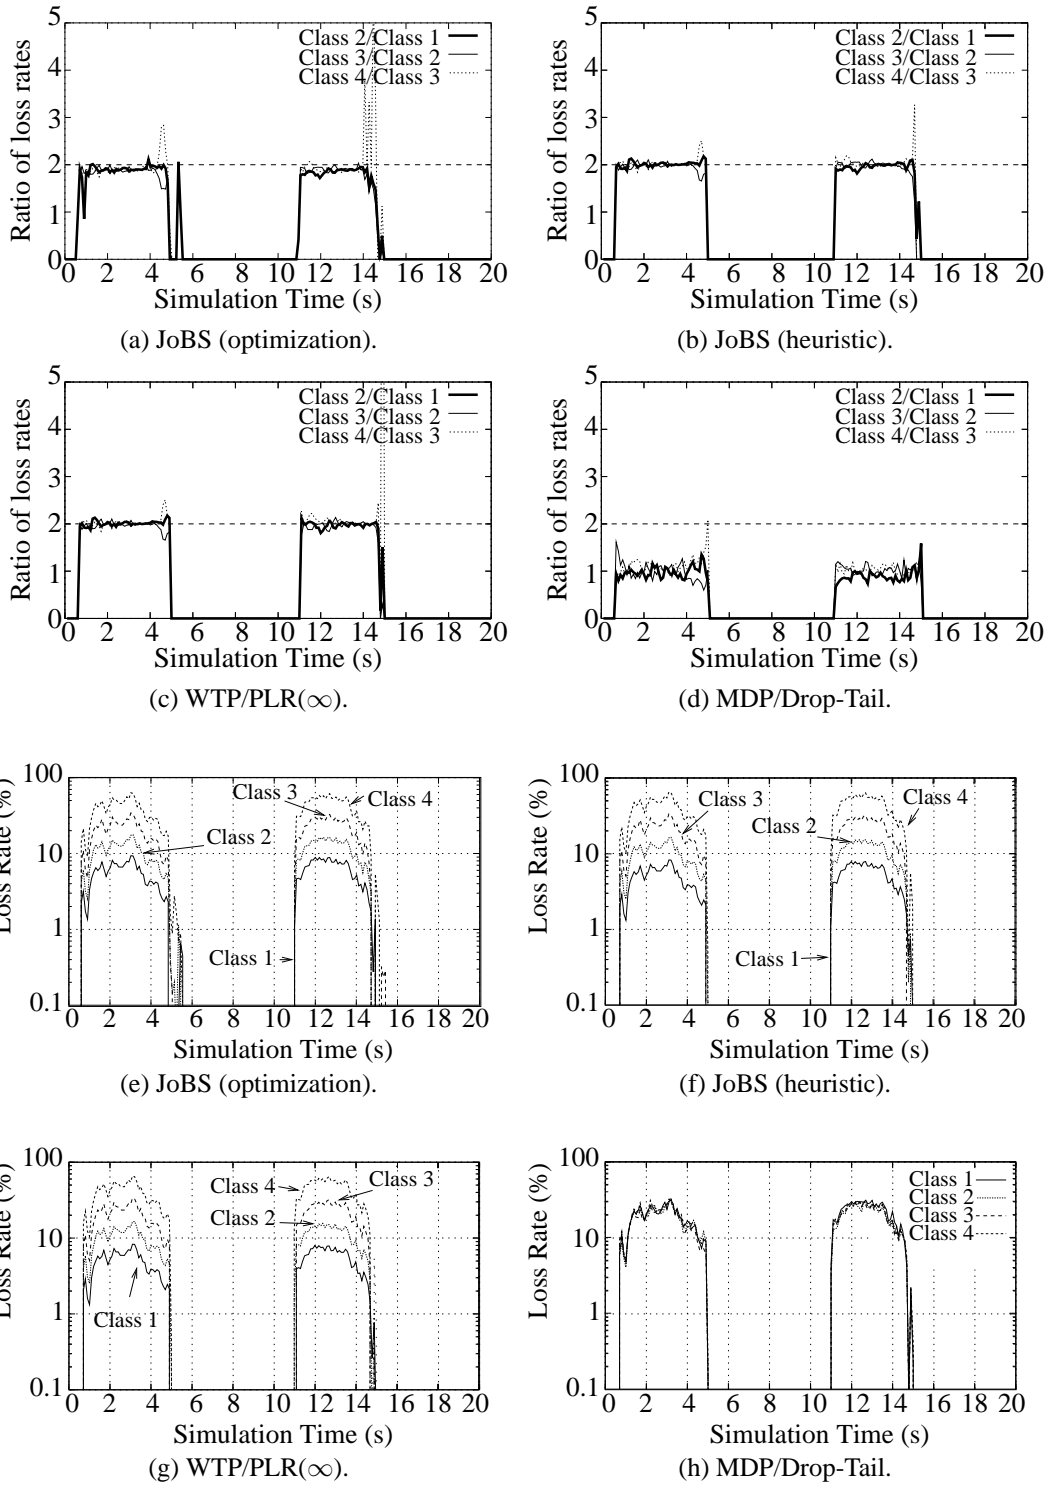 Ratio of loss rates
5
4
3
2
1
0
Class 2/Class 1
Class 3/Class 2
Class 4/Class 3
0 2 4 6 8 10 12 14 16 18 20
Simulation Time (s)
(a) JoBS (optimization).
Ratio of loss rates
5
4
3
2
1
0
Class 2/Class 1
Class 3/Class 2
Class 4/Class 3
0 2 4 6 8 10 12 14 16 18 20
Simulation Time (s)
(b) JoBS (heuristic).
Ratio of loss rates
5
4
3
2
1
0
Class 2/Class 1
Class 3/Class 2
Class 4/Class 3
0 2 4 6 8 10 12 14 16 18 20
Simulation Time (s)
(c) WTP/PLR(∞).
Ratio of loss rates
5
4
3
2
1
0
Class 2/Class 1
Class 3/Class 2
Class 4/Class 3
0 2 4 6 8 10 12 14 16 18 20
Simulation Time (s)
(d) MDP/Drop-Tail.
Loss Rate (%)
100
10
1
0.1
Class 3
Class 4
Class 2
Class 1
0 2 4 6 8 10 12 14 16 18 20
Simulation Time (s)
(e) JoBS (optimization).
Loss Rate (%)
100
10
1
0.1
Class 3
Class 4
Class 2
Class 1
0 2 4 6 8 10 12 14 16 18 20
Simulation Time (s)
(f) JoBS (heuristic).
Loss Rate (%)
100
10
1
0.1
Class 4
Class 3
Class 2
Class 1
0 2 4 6 8 10 12 14 16 18 20
Simulation Time (s)
(g) WTP/PLR(∞).
Loss Rate (%)
100
10
1
0.1
Class 1
Class 2
Class 3
Class 4
0 2 4 6 8 10 12 14 16 18 20
Simulation Time (s)
(h) MDP/Drop-Tail.